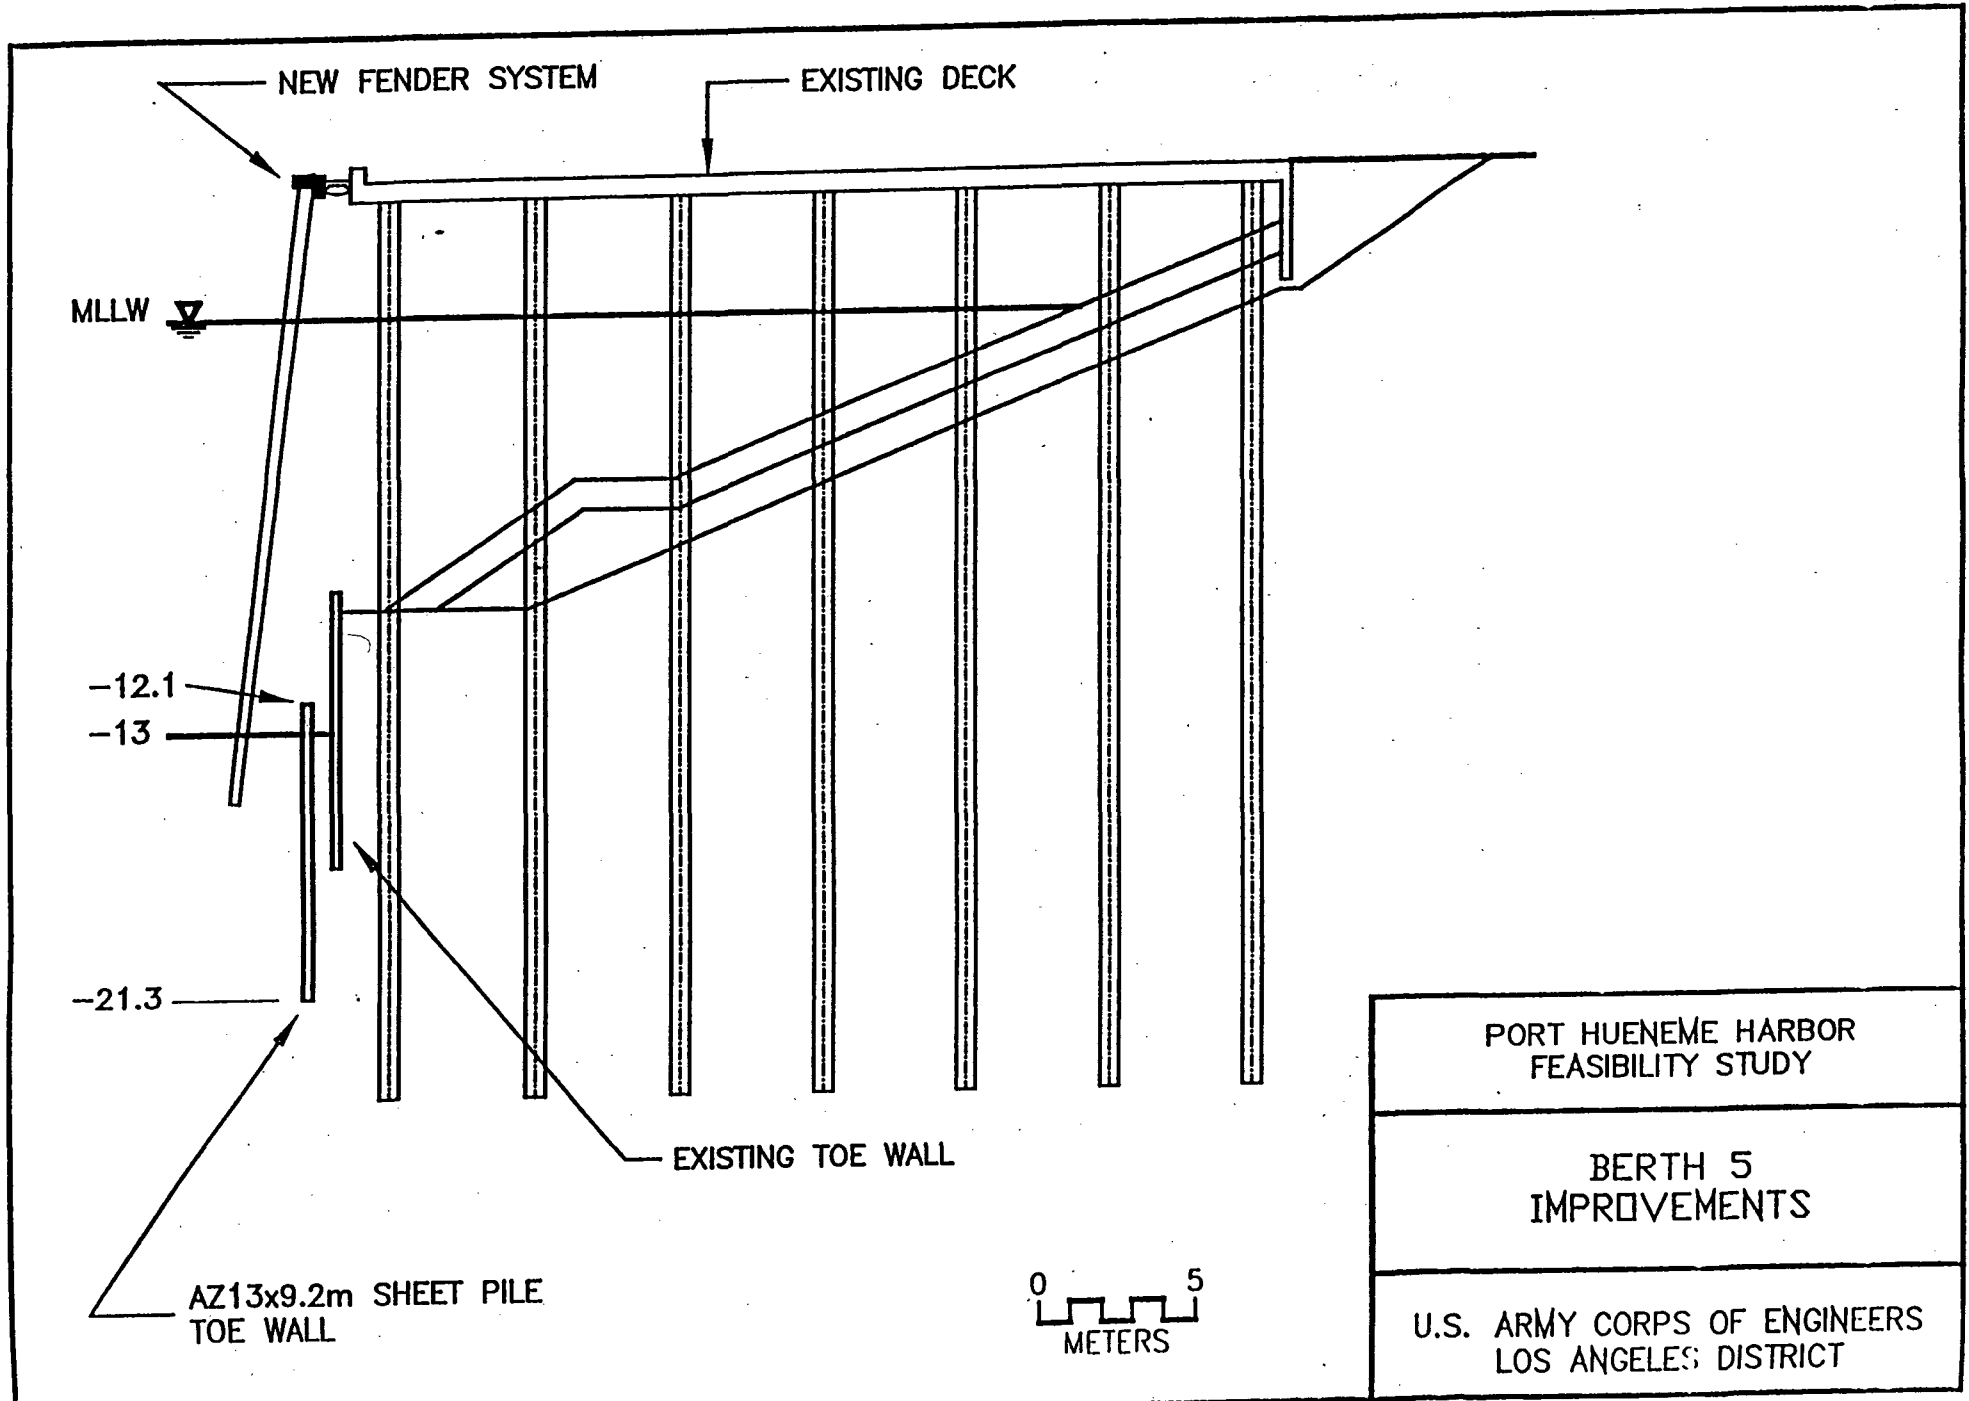 NEW FENDER SYSTEM
EXISTING DECK
MLLW
-12.1
-13
-21.3
EXISTING TOE WALL
AZ13x9.2m SHEET PILE
TOE WALL
0 5
METERS
PORT HUENEME HARBOR
FEASIBILITY STUDY
BERTH 5
IMPROVEMENTS
U.S. ARMY CORPS OF ENGINEERS
LOS ANGELES DISTRICT